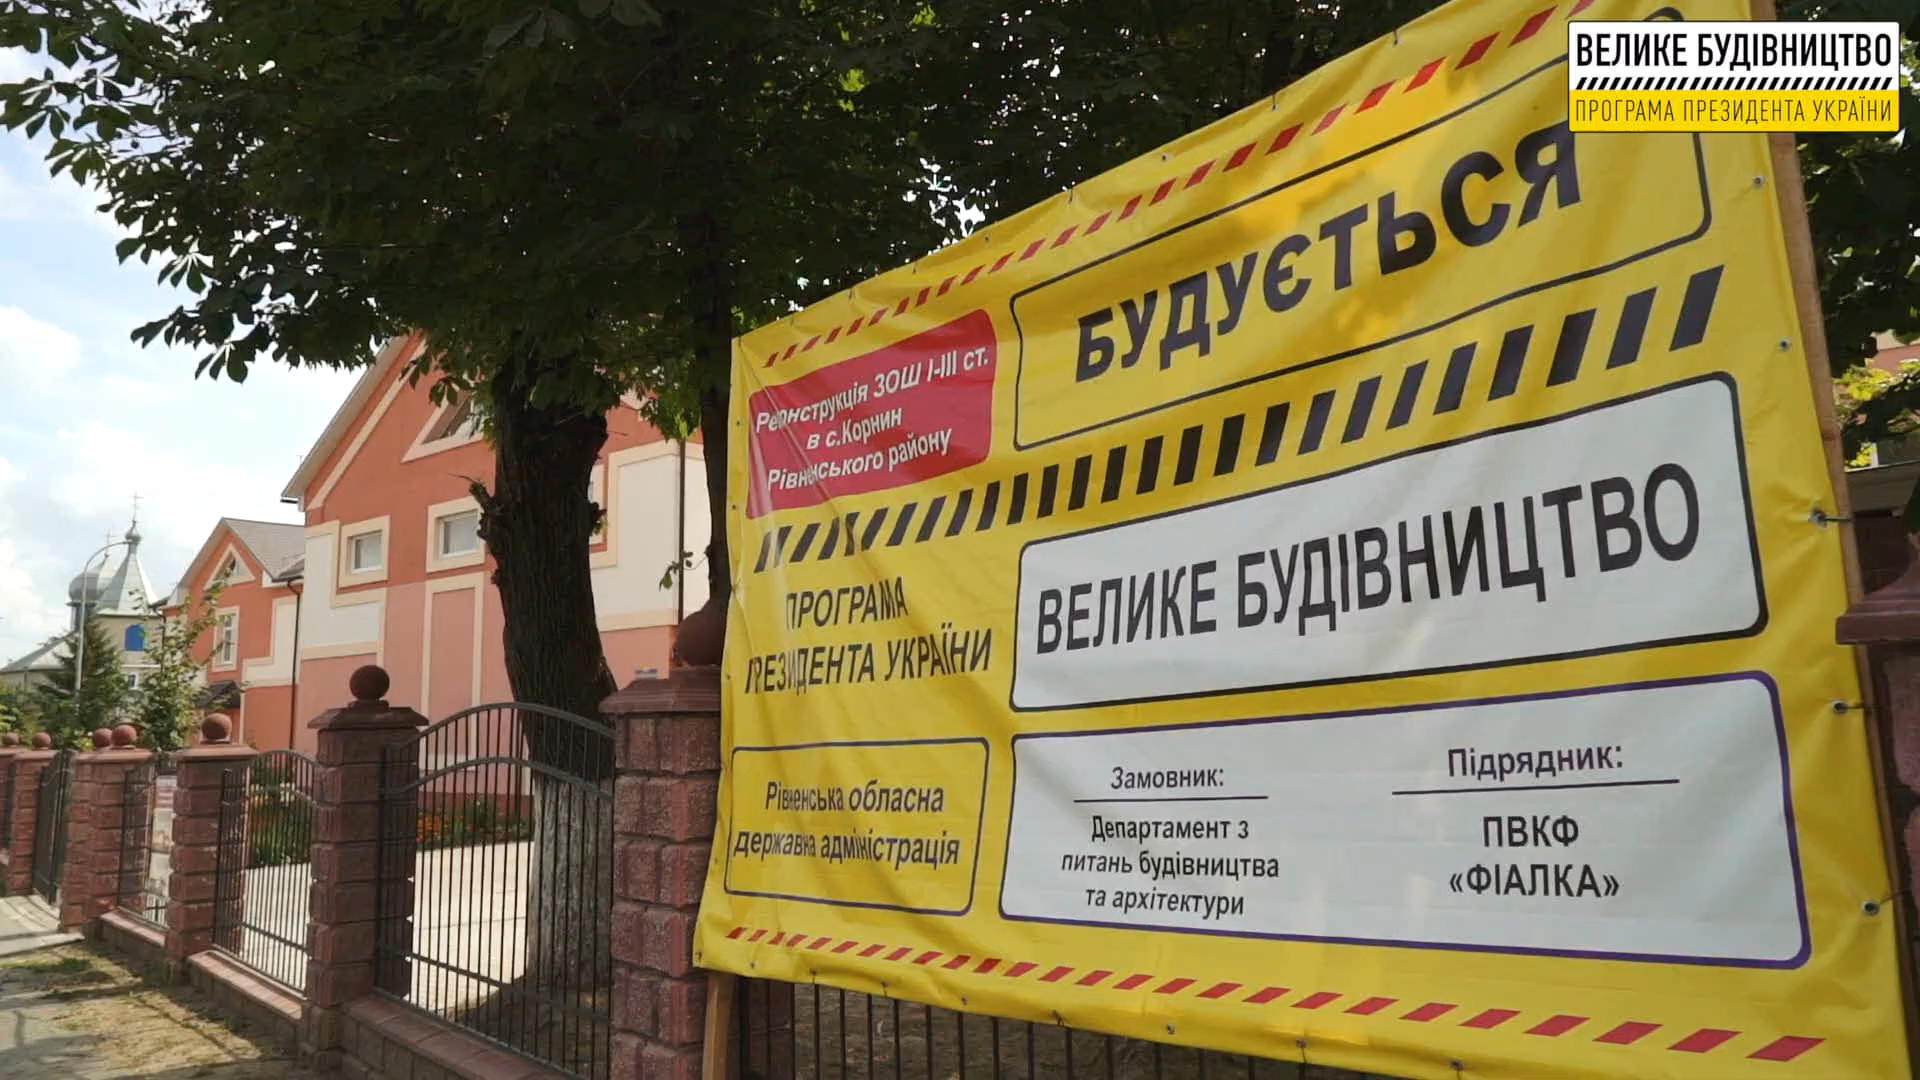 ВЕЛИКЕ БУДІВНИЦТВО
ПРОГРАМА ПРЕЗИДЕНТА УКРАЇНИ
БУДУЄТЬСЯ
Реконструкція ЗОШ І-ІІІ ст.
в с.Корнин
Рівненського району
ВЕЛИКЕ БУДІВНИЦТВО
ПРОГРАМА
ПРЕЗИДЕНТА УКРАЇНИ
Рівненська обласна
державна адміністрація
Замовник:
Департамент з
питань будівництва
та архітектури
Підрядник:
ПВКФ
«ФІАЛКА»